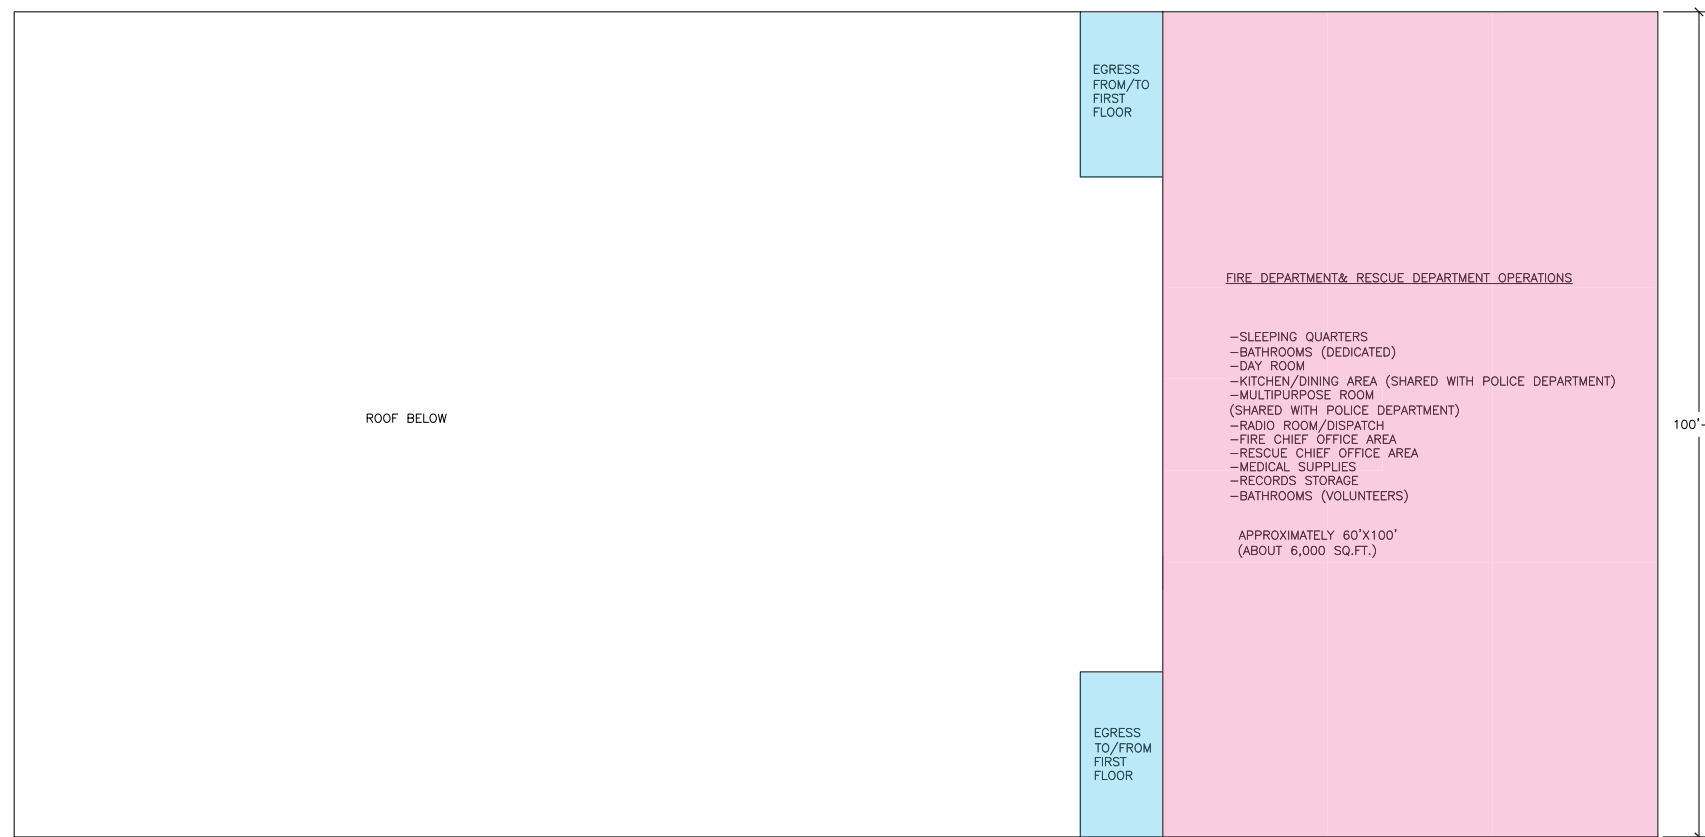 EGRESS
FROM/TO
FIRST
FLOOR
FIRE DEPARTMENT& RESCUE DEPARTMENT OPERATIONS
-SLEEPING QUARTERS
-BATHROOMS (DEDICATED)
-DAY ROOM
-KITCHEN/DINING AREA (SHARED WITH POLICE DEPARTMENT)
-MULTIPURPOSE ROOM
(SHARED WITH POLICE DEPARTMENT)
-RADIO ROOM/DISPATCH
-FIRE CHIEF OFFICE AREA
-RESCUE CHIEF OFFICE AREA
-MEDICAL SUPPLIES
-RECORDS STORAGE
-BATHROOMS (VOLUNTEERS)
APPROXIMATELY 60'X100'
(ABOUT 6,000 SQ.FT.)
ROOF BELOW
100'-
EGRESS
TO/FROM
FIRST
FLOOR